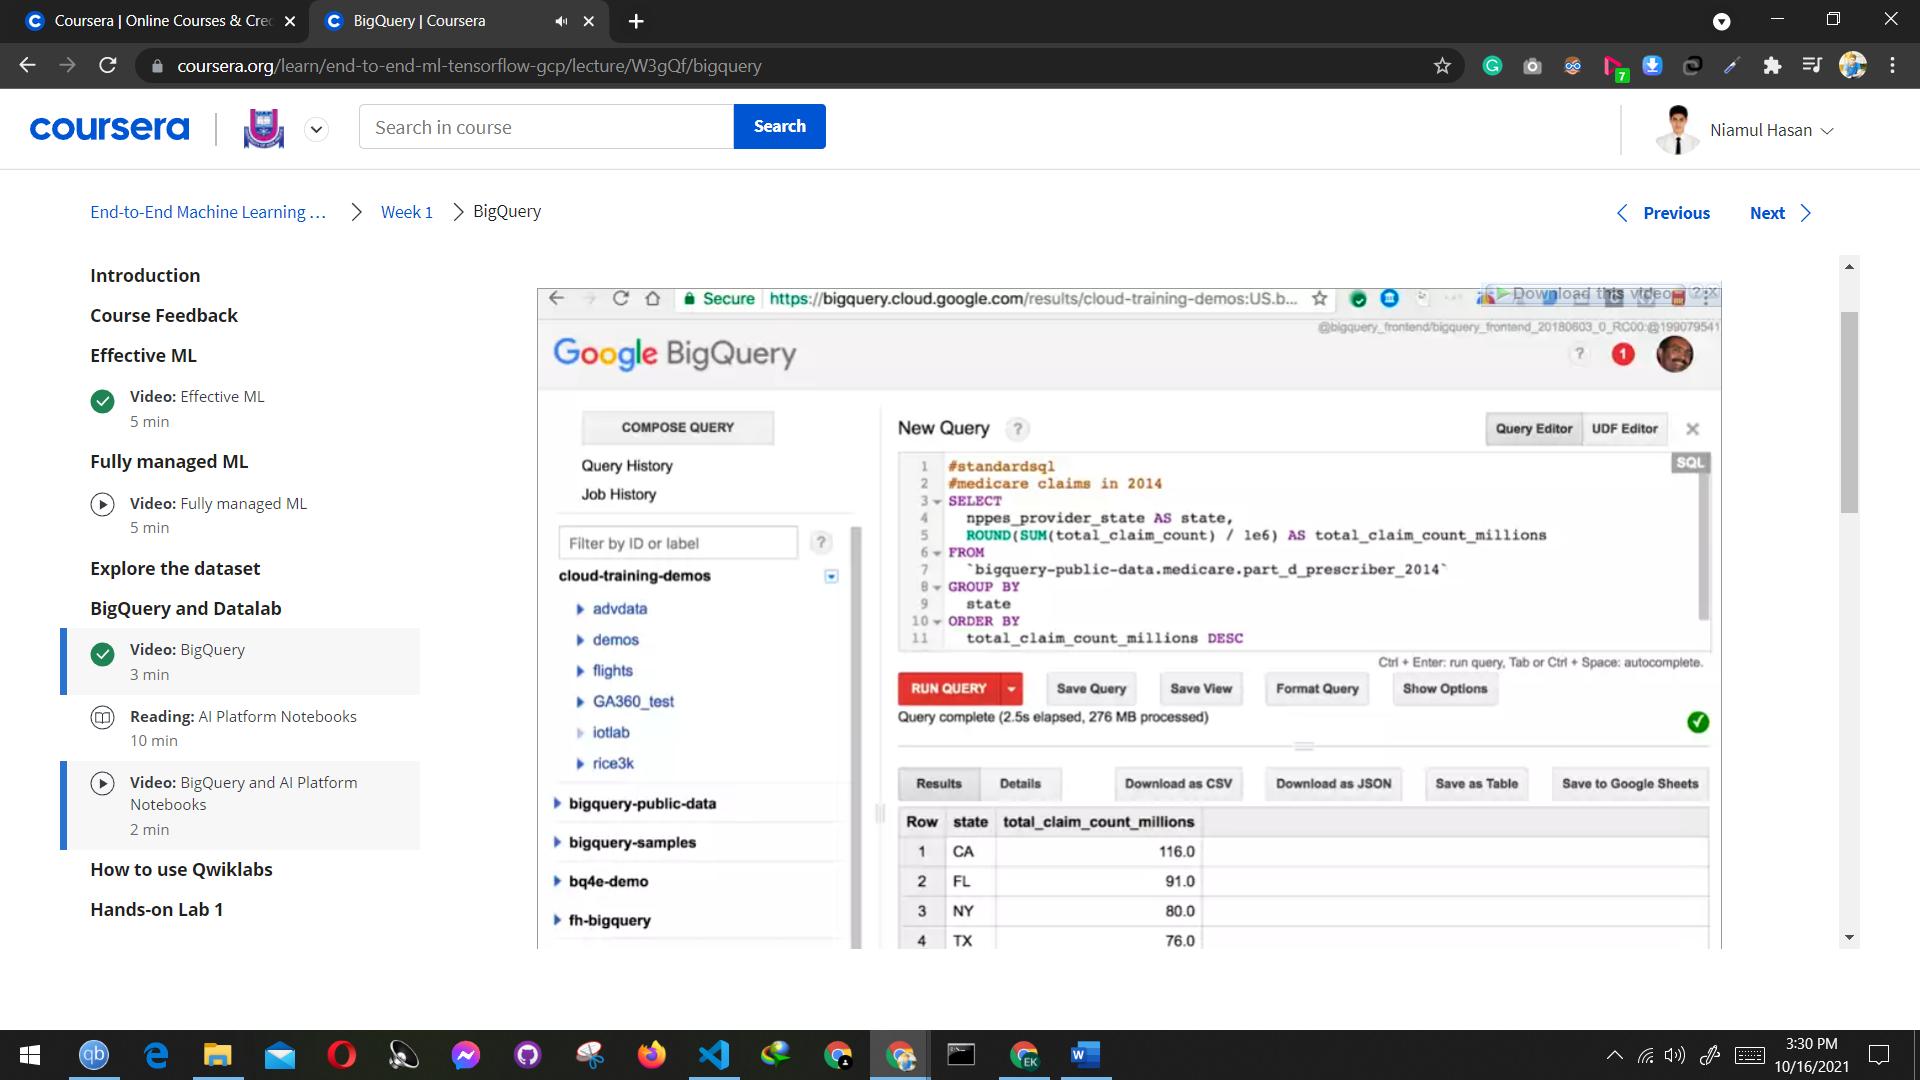 Coursera | Online Courses & Cre
BigQuery | Coursera
coursera.org/learn/end-to-end-ml-tensorflow-gcp/lecture/W3gQf/bigquery
7
coursera
Search in course
Search
Niamul Hasan
End-to-End Machine Learning ...
Week 1
BigQuery
Previous
Next
Introduction
Course Feedback
Effective ML
Video: Effective ML
5 min
Fully managed ML
Video: Fully managed ML
5 min
Explore the dataset
BigQuery and Datalab
Video: BigQuery
3 min
Reading: AI Platform Notebooks
10 min
Video: BigQuery and AI Platform
Notebooks
2 min
How to use Qwiklabs
Hands-on Lab 1
Secure https://bigquery.cloud.google.com/results/cloud-training-demos:US.b...
Download this video ? X
@bigquery_frontend/bigquery_frontend_20180603_0_RC00:@199079541
Google BigQuery
? 1
COMPOSE QUERY
Query History
Job History
Filter by ID or label ?
cloud-training-demos
advdata
demos
flights
GA360_test
iotlab
rice3k
bigquery-public-data
bigquery-samples
bq4e-demo
fh-bigquery
New Query ?
Query Editor UDF Editor
SQL
1 #standardsql
2 #medicare claims in 2014
3 SELECT
4 nppes_provider_state AS state,
5 ROUND(SUM(total_claim_count) / 1e6) AS total_claim_count_millions
6 FROM
7 `bigquery-public-data.medicare.part_d_prescriber_2014`
8 GROUP BY
9 state
10 ORDER BY
11 total_claim_count_millions DESC
Ctrl + Enter: run query, Tab or Ctrl + Space: autocomplete.
RUN QUERY Save Query Save View Format Query Show Options
Query complete (2.5s elapsed, 276 MB processed)
Results Details Download as CSV Download as JSON Save as Table Save to Google Sheets
Row state total_claim_count_millions
1 CA 116.0
2 FL 91.0
3 NY 80.0
4 TX 76.0
qb
EK
W
3:30 PM
10/16/2021